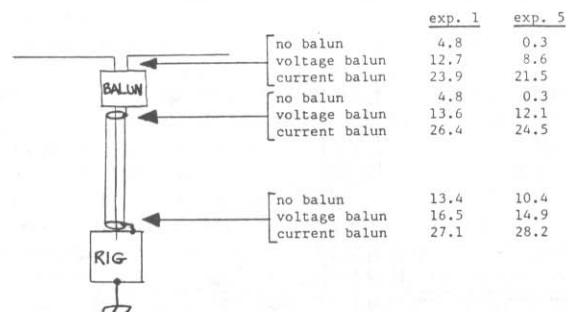 exp. 1 exp. 5
no balun 4.8 0.3
voltage balun 12.7 8.6
current balun 23.9 21.5
BALUN
no balun 4.8 0.3
voltage balun 13.6 12.1
current balun 26.4 24.5
no balun 13.4 10.4
voltage balun 16.5 14.9
current balun 27.1 28.2
RIG